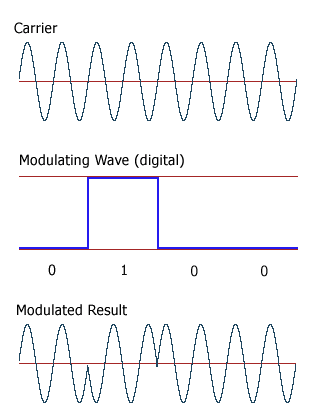 Carrier
Modulating Wave (digital)
0 1 0 0
Modulated Result